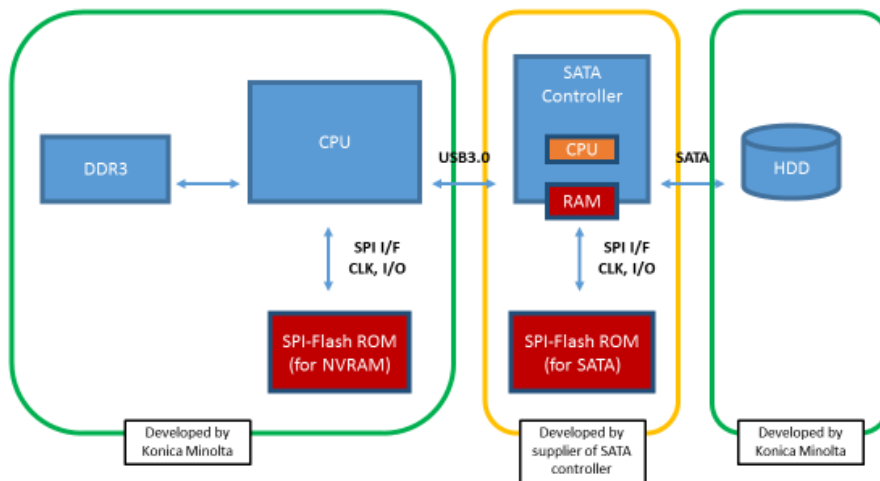 SATA
Controller
CPU
CPU
DDR3
USB3.0
SATA
HDD
RAM
SPI I/F
CLK, I/O
SPI I/F
CLK, I/O
SPI-Flash ROM
(for NVRAM)
SPI-Flash ROM
(for SATA)
Developed by
Konica Minolta
Developed by
supplier of SATA
controller
Developed by
Konica Minolta